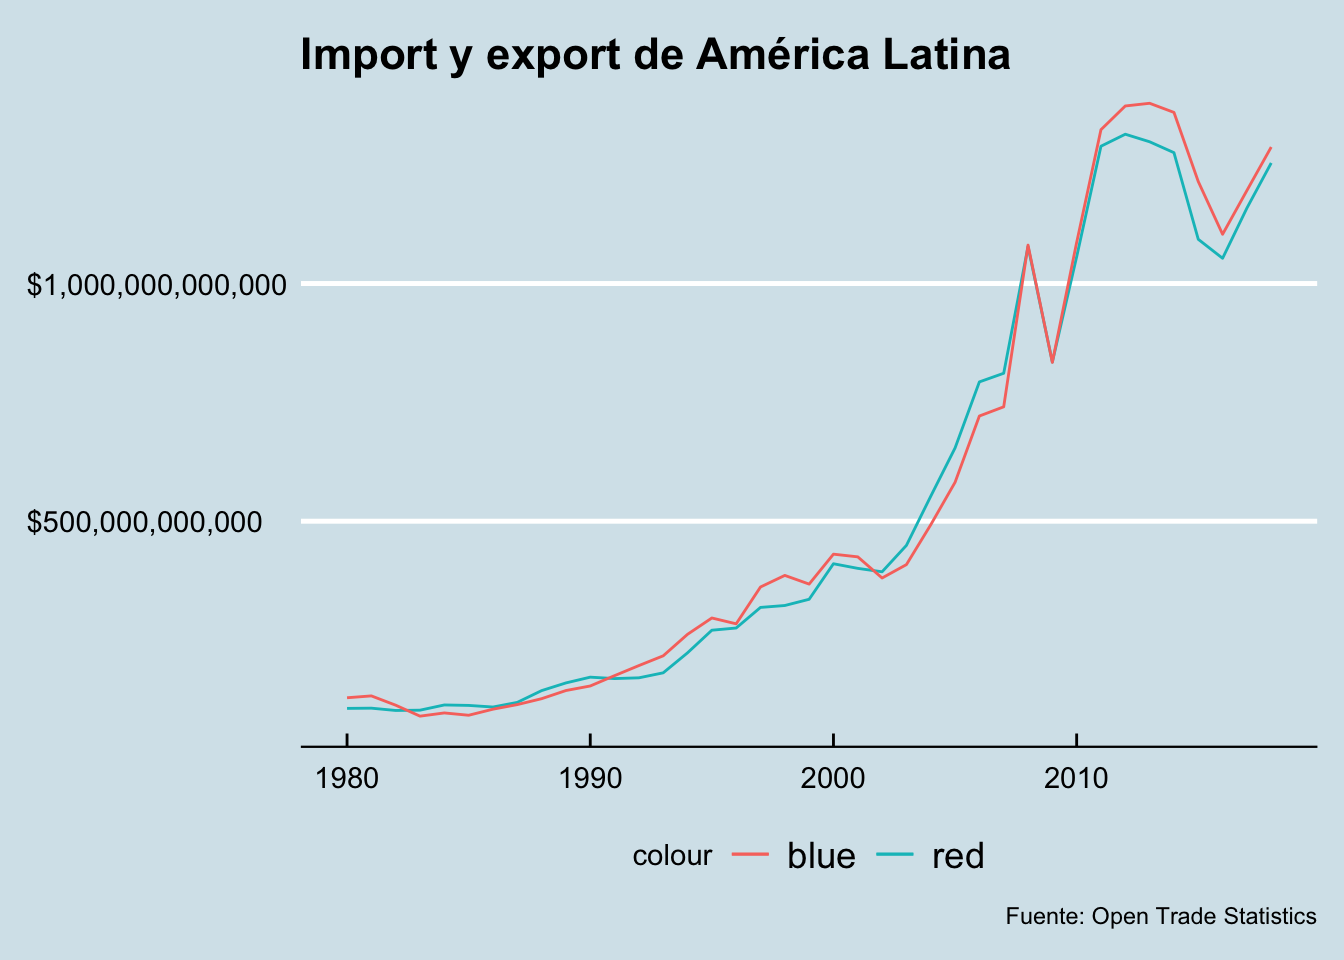 Import y export de América Latina
$1,000,000,000,000
$500,000,000,000
1980 1990 2000 2010
colour blue red
Fuente: Open Trade Statistics